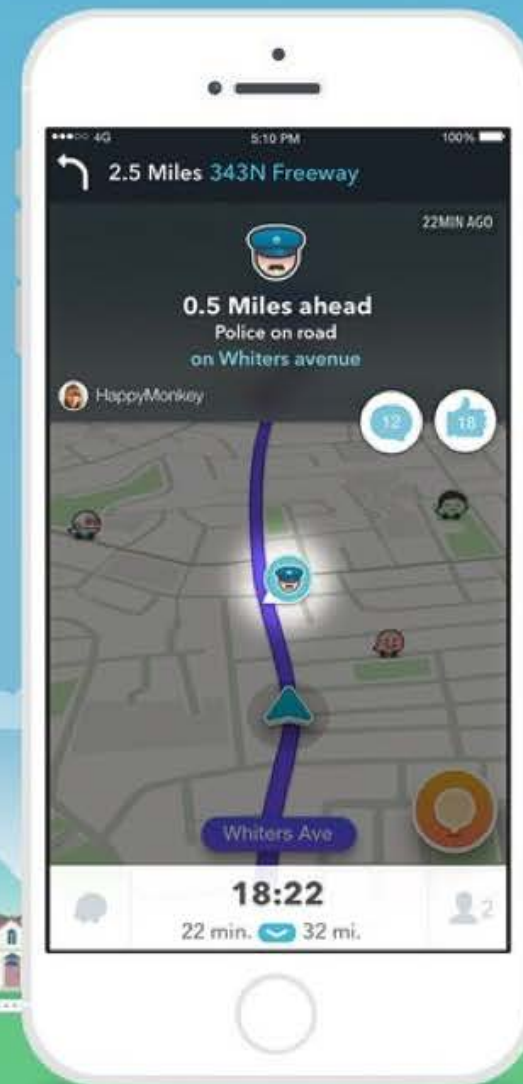 4G 5:10 PM 100%
2.5 Miles 343N Freeway
22MIN AGO
0.5 Miles ahead
Police on road
on Whiters avenue
HappyMonkey
12 18
Whiters Ave
18:22
2
22 min. 32 mi.